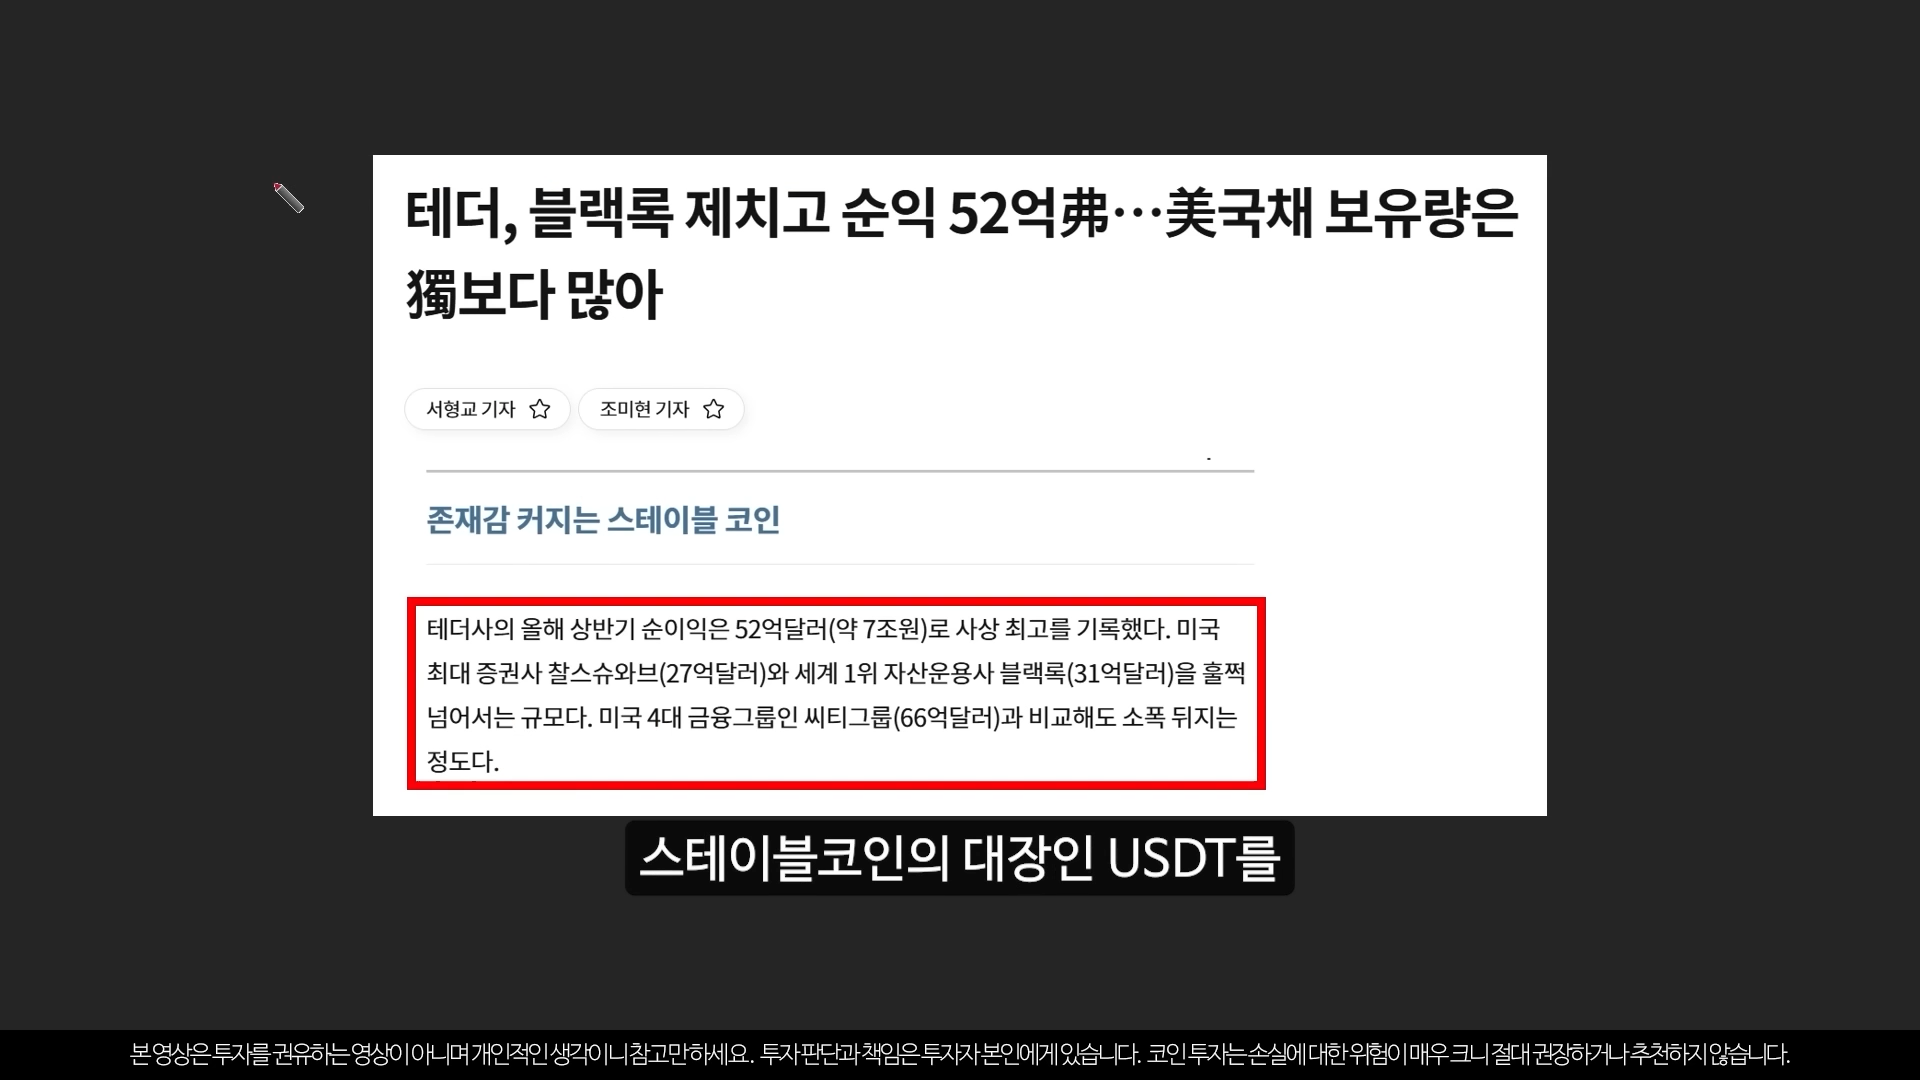 테더, 블랙록 제치고 순익 52억弗…美국채 보유량은
獨보다 많아
서형교 기자 조미현 기자
존재감 커지는 스테이블 코인
테더사의 올해 상반기 순이익은 52억달러(약 7조원)로 사상 최고를 기록했다. 미국
최대 증권사 찰스슈와브(27억달러)와 세계 1위 자산운용사 블랙록(31억달러)을 훌쩍
넘어서는 규모다. 미국 4대 금융그룹인 씨티그룹(66억달러)과 비교해도 소폭 뒤지는
정도다.
스테이블코인의 대장인 USDT를
본 영상은 투자를 권유하는 영상이 아니며 개인적인 생각이니 참고만 하세요. 투자 판단과 책임은 투자자 본인에게 있습니다. 코인 투자는 손실에 대한 위험이 매우 크니 절대 권장하거나 추천하지 않습니다.